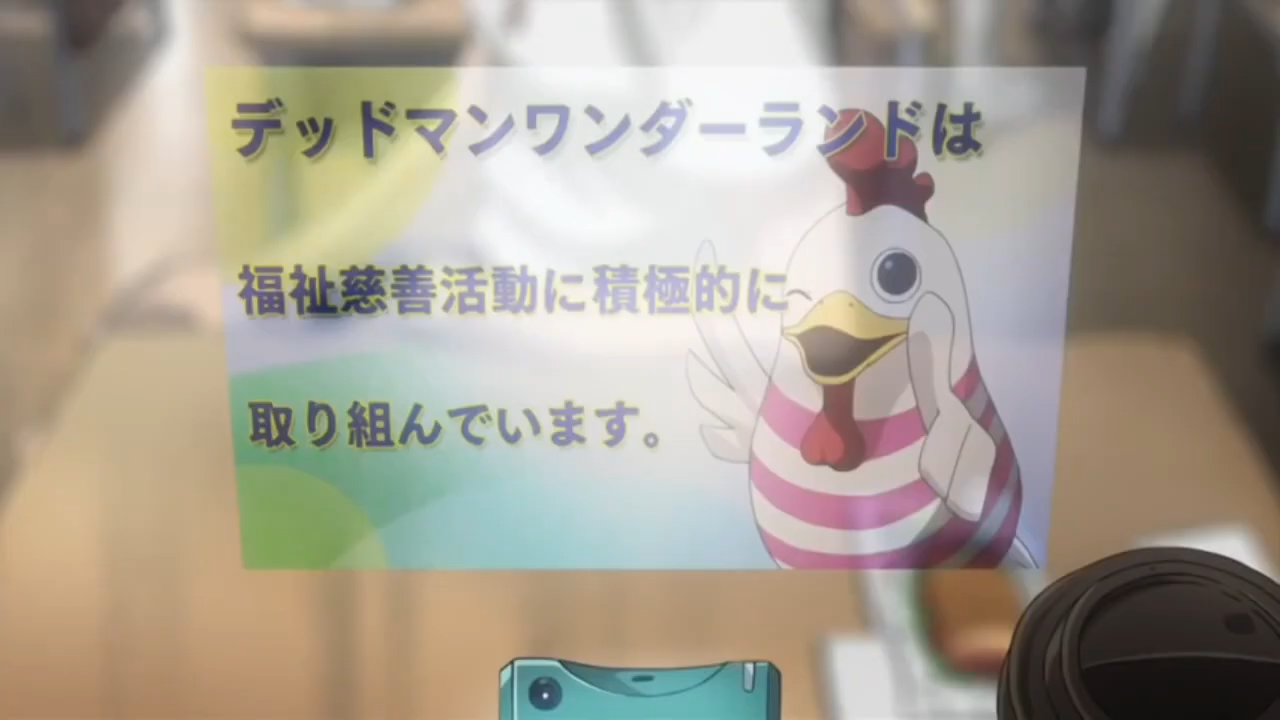 デッドマンワンダーランドは
福祉慈善活動に積極的に
取り組んでいます。